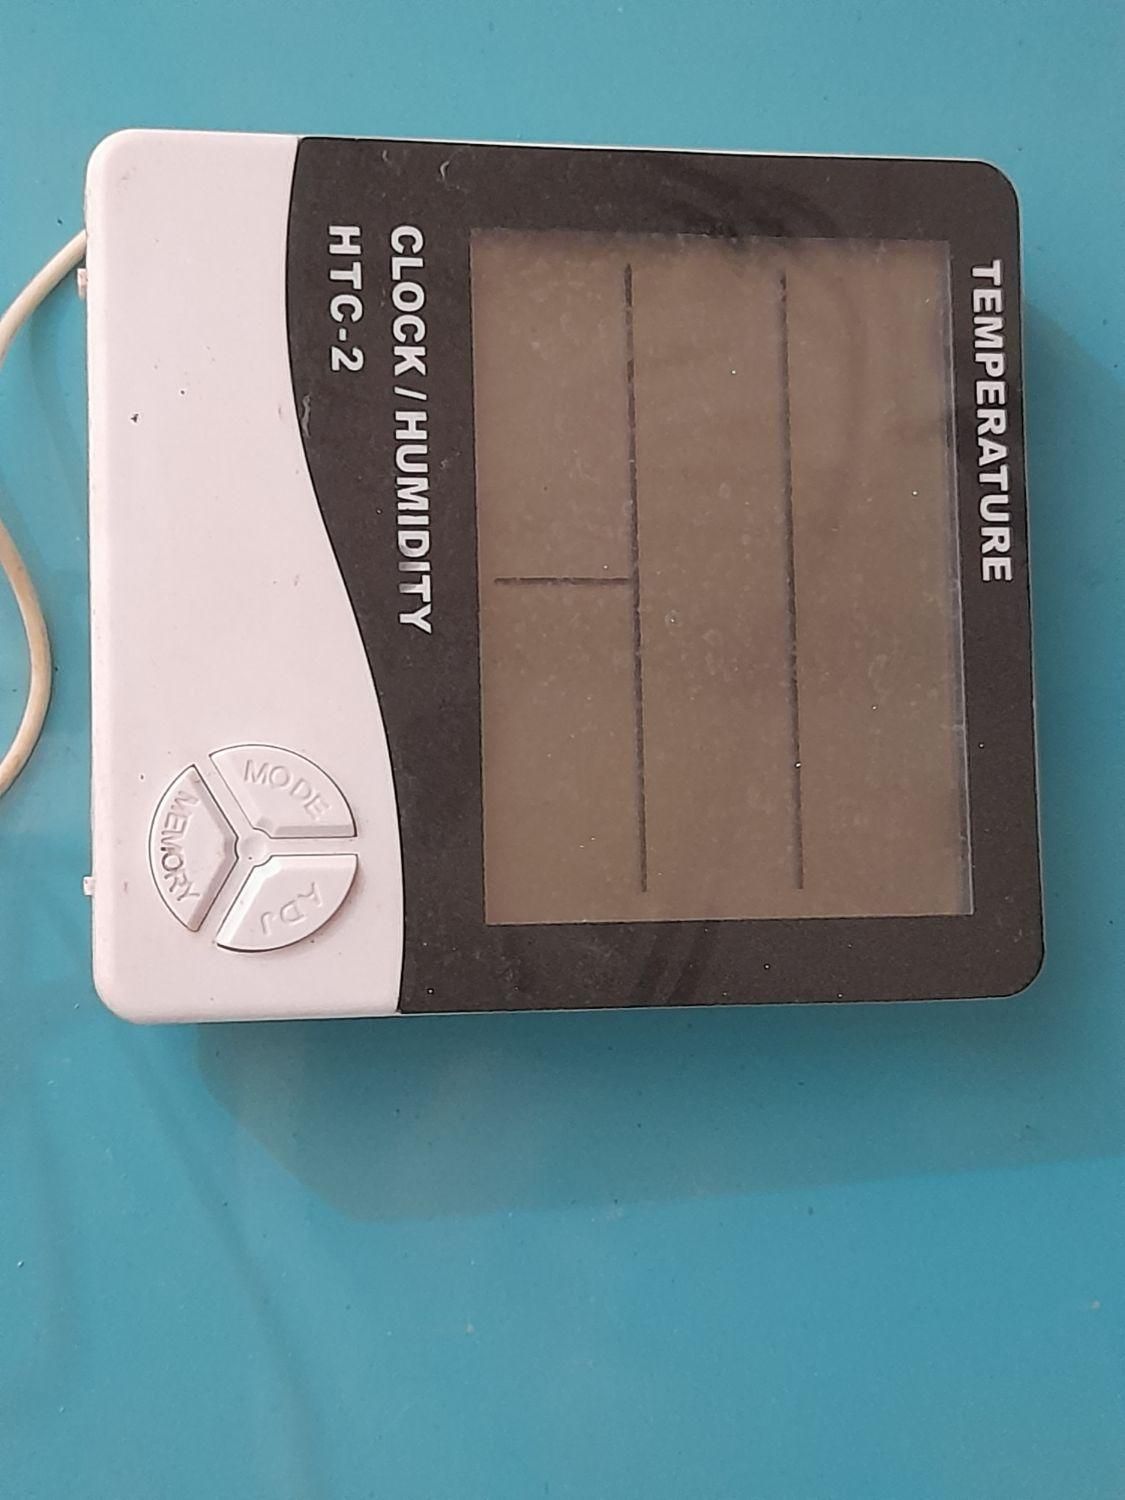 TEMPERATURE
CLOCK / HUMIDITY
HTC-2
MODE
ADJ
MEMORY